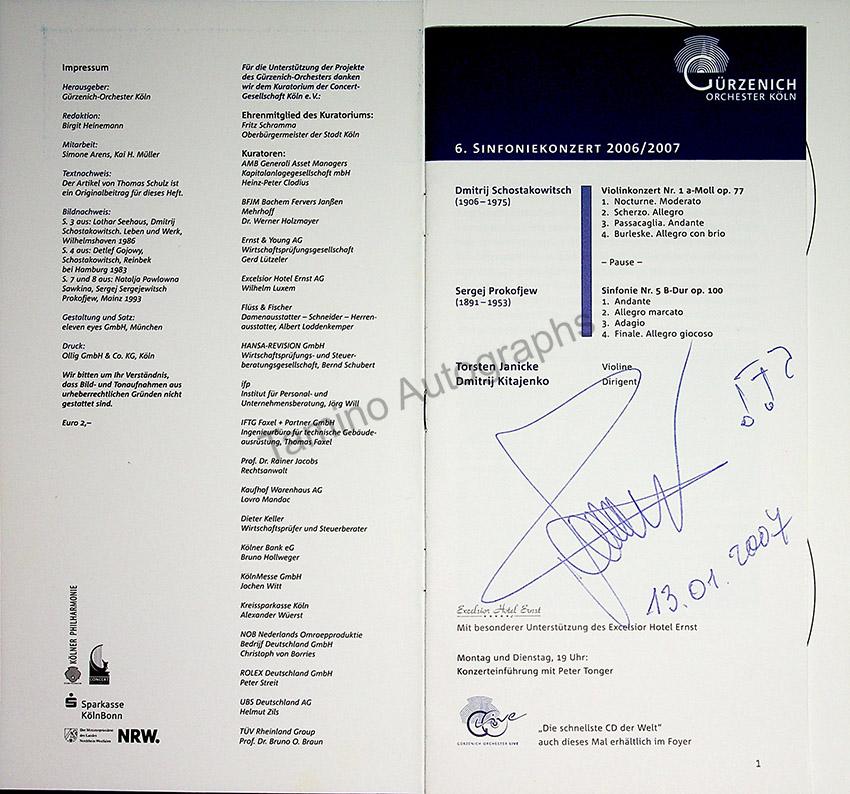 Impressum
Herausgeber:
Gürzenich-Orchester Köln
Redaktion:
Birgit Heinemann
Mitarbeit:
Simone Arens, Kai H. Müller
Textnachweis:
Der Artikel von Thomas Schulz ist
ein Originalbeitrag für dieses Heft.
Bildnachweis:
S. 3 aus: Lothar Seehaus, Dmitrij
Schostakowitsch. Leben und Werk,
Wilhelmshaven 1986
S. 4 aus: Detlef Gojowy,
Schostakowitsch, Reinbek
bei Hamburg 1983
S. 7 und 8 aus: Natalja Pawlowna
Sawkina, Sergej Sergejewitsch
Prokofjew, Mainz 1993
Gestaltung und Satz:
eleven eyes GmbH, München
Druck:
Ollig GmbH & Co. KG, Köln
Wir bitten um Ihr Verständnis,
dass Bild- und Tonaufnahmen aus
urheberrechtlichen Gründen nicht
gestattet sind.
Euro 2,–
KÖLNER PHILHARMONIE
CONCERT
Sparkasse
KölnBonn
Der Ministerpräsident
des Landes
Nordrhein-Westfalen
NRW.
Für die Unterstützung der Projekte
des Gürzenich-Orchesters danken
wir dem Kuratorium der Concert-
Gesellschaft Köln e.V.:
Ehrenmitglied des Kuratoriums:
Fritz Schramma
Oberbürgermeister der Stadt Köln
Kuratoren:
AMB Generali Asset Managers
Kapitalanlagegesellschaft mbH
Heinz-Peter Clodius
BFJM Bachem Fervers Janßen
Mehrhoff
Dr. Werner Holzmayer
Ernst & Young AG
Wirtschaftsprüfungsgesellschaft
Gerd Lützeler
Excelsior Hotel Ernst AG
Wilhelm Luxem
Flüss & Fischer
Damenausstatter – Schneider – Herren-
ausstatter, Albert Loddenkemper
HANSA-REVISION GmbH
Wirtschaftsprüfungs- und Steuer-
beratungsgesellschaft, Bernd Schubert
ifp
Institut für Personal- und
Unternehmensberatung, Jörg Will
IFTG Faxel + Partner GmbH
Ingenieurbüro für technische Gebäude-
ausrüstung, Thomas Faxel
Prof. Dr. Rainer Jacobs
Rechtsanwalt
Kaufhof Warenhaus AG
Lovro Mandac
Dieter Keller
Wirtschaftsprüfer und Steuerberater
Kölner Bank eG
Bruno Hollweger
KölnMesse GmbH
Jochen Witt
Kreissparkasse Köln
Alexander Wüerst
NOB Nederlands Omroepproduktie
Bedrijf Deutschland GmbH
Christoph von Borries
ROLEX Deutschland GmbH
Peter Streit
UBS Deutschland AG
Helmut Zils
TÜV Rheinland Group
Prof. Dr. Bruno O. Braun
GÜRZENICH
ORCHESTER KÖLN
6. SINFONIEKONZERT 2006/2007
Dmitrij Schostakowitsch
(1906–1975)
Violinkonzert Nr. 1 a-Moll op. 77
1. Nocturne. Moderato
2. Scherzo. Allegro
3. Passacaglia. Andante
4. Burleske. Allegro con brio
– Pause –
Sergej Prokofjew
(1891–1953)
Sinfonie Nr. 5 B-Dur op. 100
1. Andante
2. Allegro marcato
3. Adagio
4. Finale. Allegro giocoso
Torsten Janicke Violine
Dmitrij Kitajenko Dirigent
13.01.2007
Excelsior Hotel Ernst
Mit besonderer Unterstützung des Excelsior Hotel Ernst
Montag und Dienstag, 19 Uhr:
Konzerteinführung mit Peter Tonger
GÜRZENICH ORCHESTER LIVE
„Die schnellste CD der Welt“
auch dieses Mal erhältlich im Foyer
1
Tamino Autographs